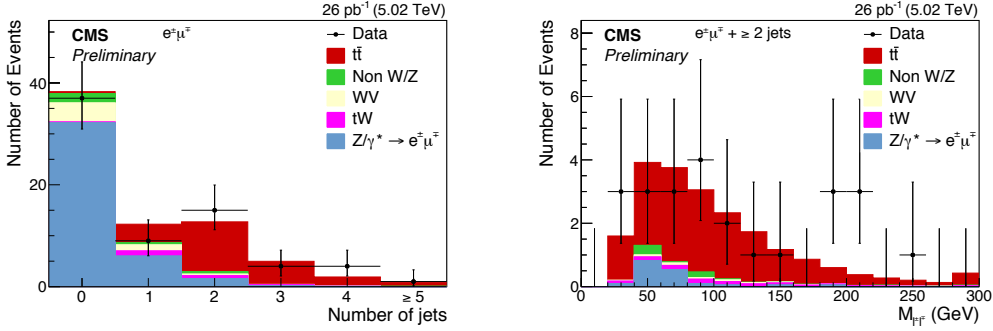 26 pb⁻¹ (5.02 TeV)
CMS
Preliminary
e±μ∓
Data
tt̄
Non W/Z
WV
tW
Z/γ* → e±μ∓
Number of Events
40
20
0
0 1 2 3 4 ≥ 5
Number of jets
26 pb⁻¹ (5.02 TeV)
CMS
Preliminary
e±μ∓ + ≥ 2 jets
Data
tt̄
Non W/Z
WV
tW
Z/γ* → e±μ∓
Number of Events
8
6
4
2
0
0 50 100 150 200 250 300
M_l±l∓ (GeV)